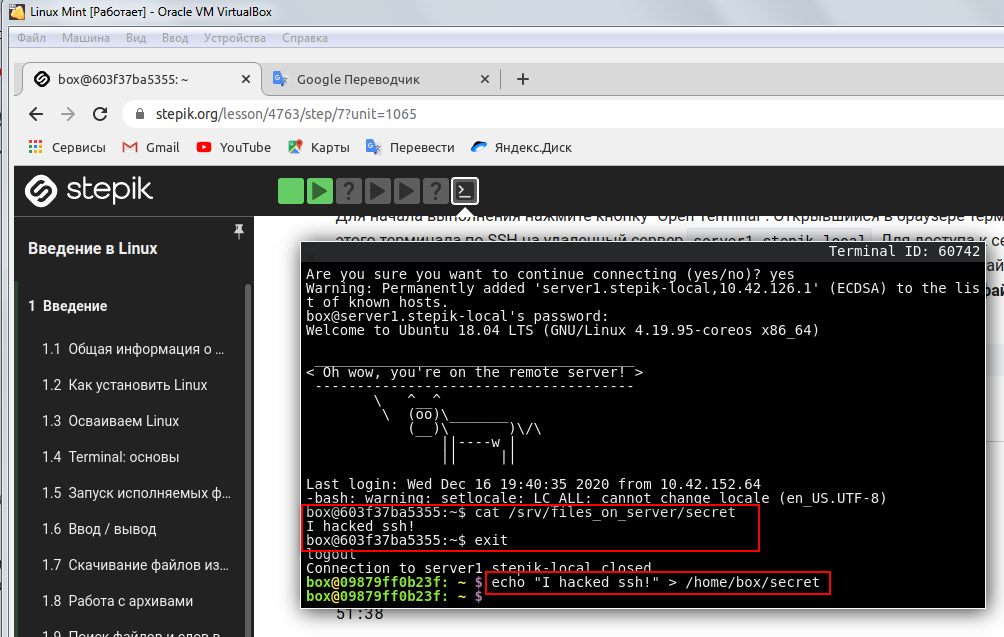 Linux Mint [Работает] - Oracle VM VirtualBox
Файл Машина Вид Ввод Устройства Справка
box@603f37ba5355: ~ Google Переводчик
stepik.org/lesson/4763/step/7?unit=1065
Сервисы Gmail YouTube Карты Перевести Яндекс.Диск
stepik
Для начала выполнения нажмите кнопку "Open Terminal". Открывшийся в браузере терм
этого терминала по SSH на удаленный сервер server1.stepik.local. Для доступа к се
Введение в Linux
1 Введение
1.1 Общая информация о ...
1.2 Как установить Linux
1.3 Осваиваем Linux
1.4 Terminal: основы
1.5 Запуск исполняемых ф...
1.6 Ввод / вывод
1.7 Скачивание файлов из...
1.8 Работа с архивами
1.9 Поиск файлов и слов в
Terminal ID: 60742
Are you sure you want to continue connecting (yes/no)? yes
Warning: Permanently added 'server1.stepik-local,10.42.126.1' (ECDSA) to the lis
t of known hosts.
box@server1.stepik-local's password:
Welcome to Ubuntu 18.04 LTS (GNU/Linux 4.19.95-coreos x86_64)
< Oh wow, you're on the remote server! >
-------------------------------------
\ ^__^
\ (oo)\_______
(__)\ )\/\
||----w |
|| ||
Last login: Wed Dec 16 19:40:35 2020 from 10.42.152.64
-bash: warning: setlocale: LC_ALL: cannot change locale (en_US.UTF-8)
box@603f37ba5355:~$ cat /srv/files_on_server/secret
I hacked ssh!
box@603f37ba5355:~$ exit
logout
Connection to server1.stepik-local closed.
box@09879ff0b23f: ~ $ echo "I hacked ssh!" > /home/box/secret
box@09879ff0b23f: ~ $
51:38